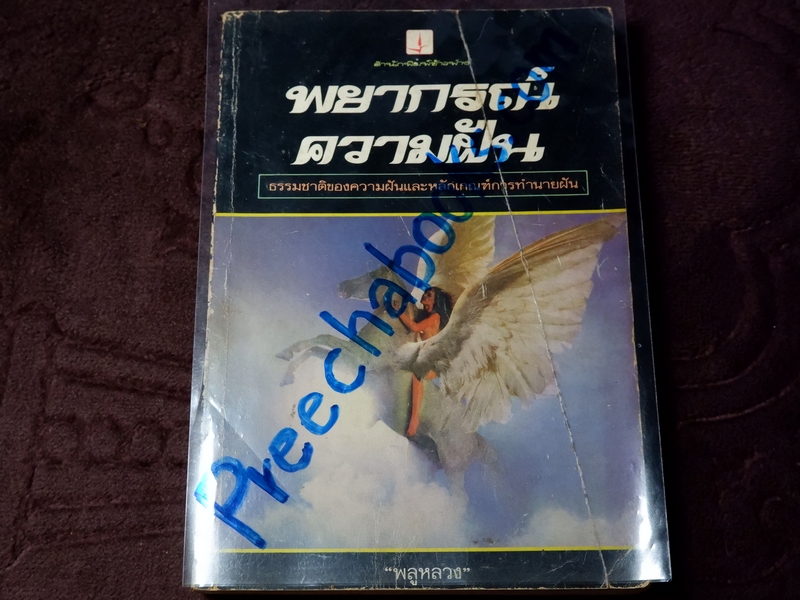 พยากรณ์
ความฝัน
ธรรมชาติของความฝันและหลักเกณฑ์การทำนายฝัน
Preechabooks.com
“พลูหลวง”